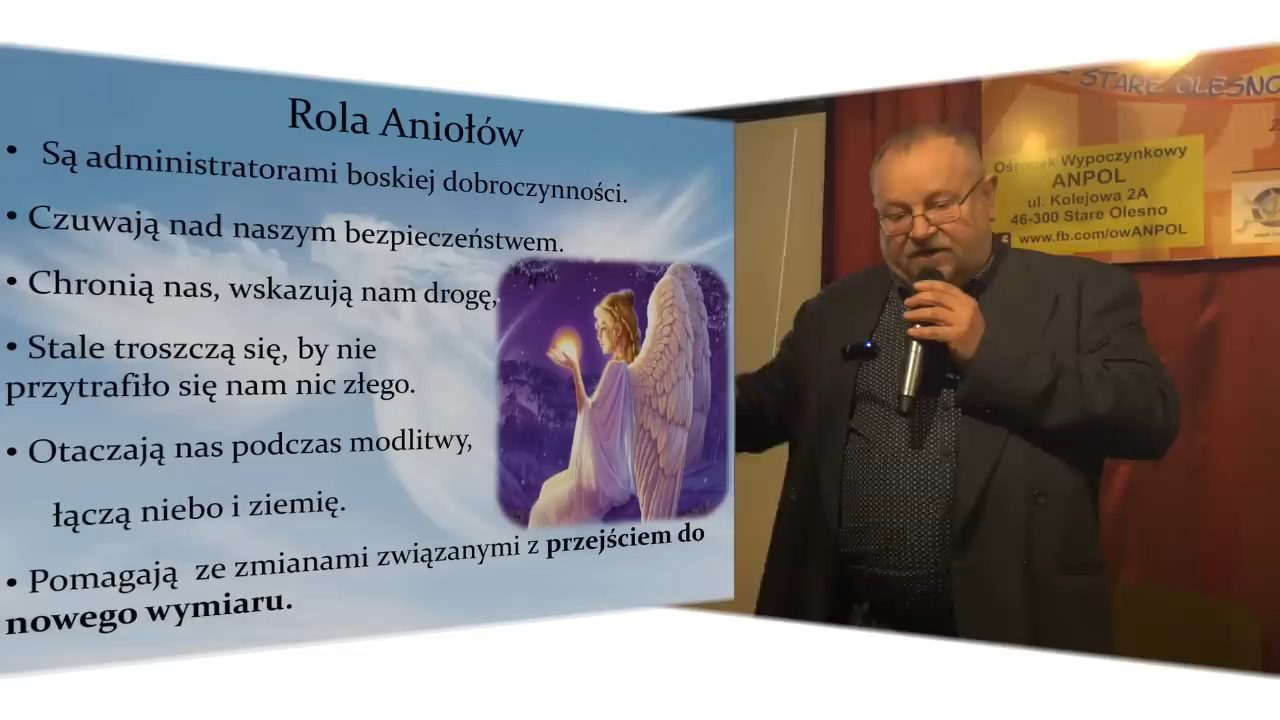 Rola Aniołów
• Są administratorami boskiej dobroczynności.
• Czuwają nad naszym bezpieczeństwem.
• Chronią nas, wskazują nam drogę,
• Stale troszczą się, by nie
przytrafiło się nam nic złego.
• Otaczają nas podczas modlitwy,
łączą niebo i ziemię.
• Pomagają ze zmianami związanymi z przejściem do
nowego wymiaru.
STARE OLESNO
Ośrodek Wypoczynkowy
ANPOL
ul. Kolejowa 2A
46-300 Stare Olesno
www.fb.com/owANPOL